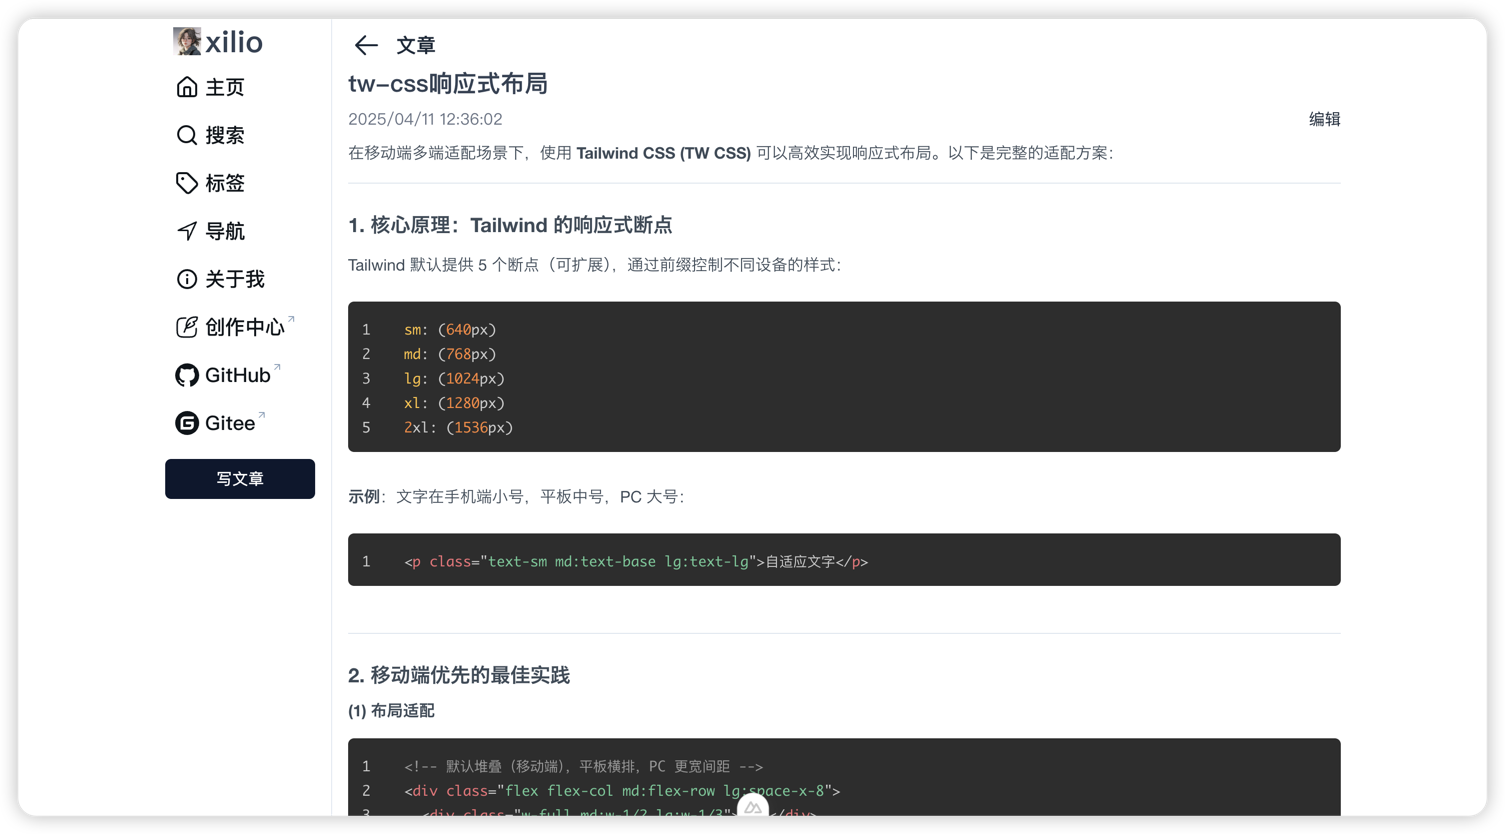 xilio
主页
搜索
标签
导航
关于我
创作中心
GitHub
Gitee
写文章
文章
tw-css响应式布局
2025/04/11 12:36:02
编辑
在移动端多端适配场景下，使用 Tailwind CSS (TW CSS) 可以高效实现响应式布局。以下是完整的适配方案：
1. 核心原理：Tailwind 的响应式断点
Tailwind 默认提供 5 个断点（可扩展），通过前缀控制不同设备的样式：
1 sm: (640px)
2 md: (768px)
3 lg: (1024px)
4 xl: (1280px)
5 2xl: (1536px)
示例：文字在手机端小号，平板中号，PC 大号：
1 <p class="text-sm md:text-base lg:text-lg">自适应文字</p>
2. 移动端优先的最佳实践
(1) 布局适配
1 <!-- 默认堆叠（移动端），平板横排，PC 更宽间距 -->
2 <div class="flex flex-col md:flex-row lg:space-x-8">
3 <div class="w-full md:w-1/2 lg:w-1/3"> </div>